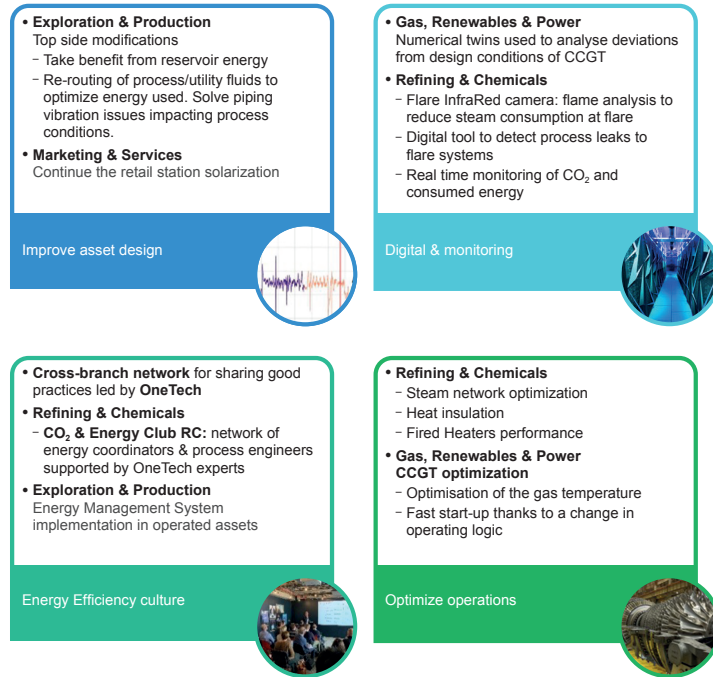 • Exploration & Production
Top side modifications
– Take benefit from reservoir energy
– Re-routing of process/utility fluids to
optimize energy used. Solve piping
vibration issues impacting process
conditions.
• Marketing & Services
Continue the retail station solarization
Improve asset design
• Gas, Renewables & Power
Numerical twins used to analyse deviations
from design conditions of CCGT
• Refining & Chemicals
– Flare InfraRed camera: flame analysis to
reduce steam consumption at flare
– Digital tool to detect process leaks to
flare systems
– Real time monitoring of CO₂ and
consumed energy
Digital & monitoring
• Cross-branch network for sharing good
practices led by OneTech
• Refining & Chemicals
– CO₂ & Energy Club RC: network of
energy coordinators & process engineers
supported by OneTech experts
• Exploration & Production
Energy Management System
implementation in operated assets
Energy Efficiency culture
• Refining & Chemicals
– Steam network optimization
– Heat insulation
– Fired Heaters performance
• Gas, Renewables & Power
CCGT optimization
– Optimisation of the gas temperature
– Fast start-up thanks to a change in
operating logic
Optimize operations